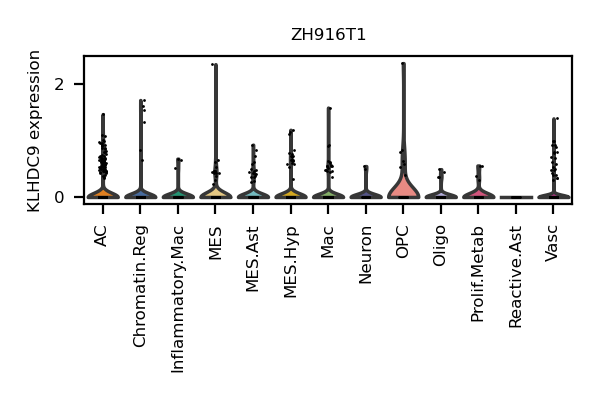 ZH916T1
KLHDC9 expression
2
0
AC
Chromatin.Reg
Inflammatory.Mac
MES
MES.Ast
MES.Hyp
Mac
Neuron
OPC
Oligo
Prolif.Metab
Reactive.Ast
Vasc